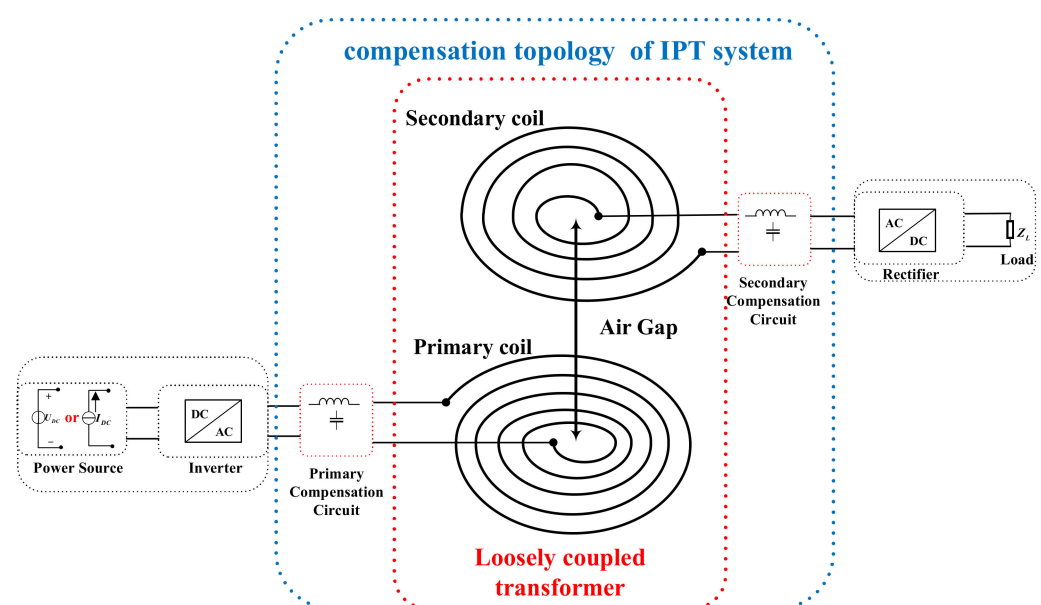 compensation topology of IPT system
Secondary coil
AC
DC
Z_L
Load
Rectifier
Secondary
Compensation
Circuit
Air Gap
Primary coil
+
U_DC or I_DC
−
DC
AC
Power Source
Inverter
Primary
Compensation
Circuit
Loosely coupled
transformer